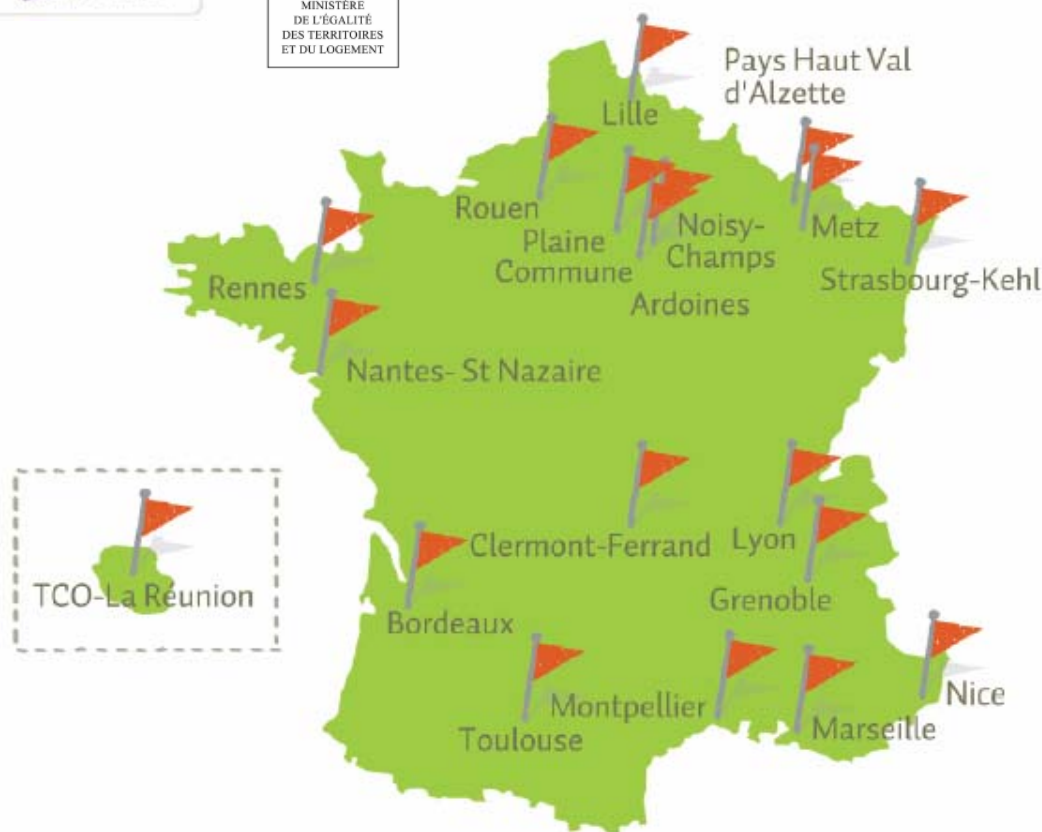 MINISTÈRE
DE L'ÉGALITÉ
DES TERRITOIRES
ET DU LOGEMENT
Pays Haut Val
d'Alzette
Lille
Rouen
Plaine
Commune
Noisy-
Champs
Metz
Ardoines
Strasbourg-Kehl
Rennes
Nantes- St Nazaire
Clermont-Ferrand
Lyon
TCO-La Réunion
Grenoble
Bordeaux
Nice
Montpellier
Marseille
Toulouse